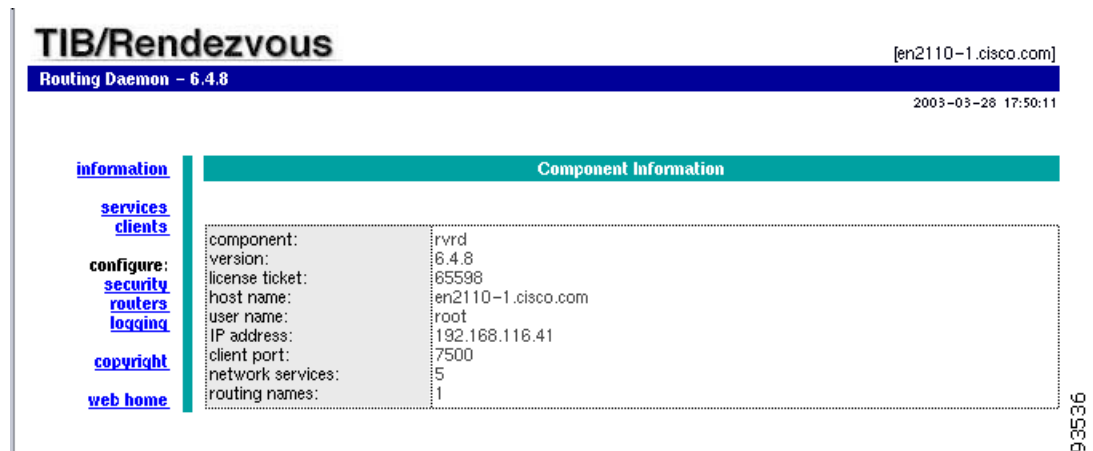 TIB/Rendezvous
[en2110-1.cisco.com]
Routing Daemon - 6.4.8
2003-03-28 17:50:11
information
Component Information
services
clients
configure:
security
routers
logging
copyright
web home
component: rvrd
version: 6.4.8
license ticket: 65598
host name: en2110-1.cisco.com
user name: root
IP address: 192.168.116.41
client port: 7500
network services: 5
routing names: 1
93536